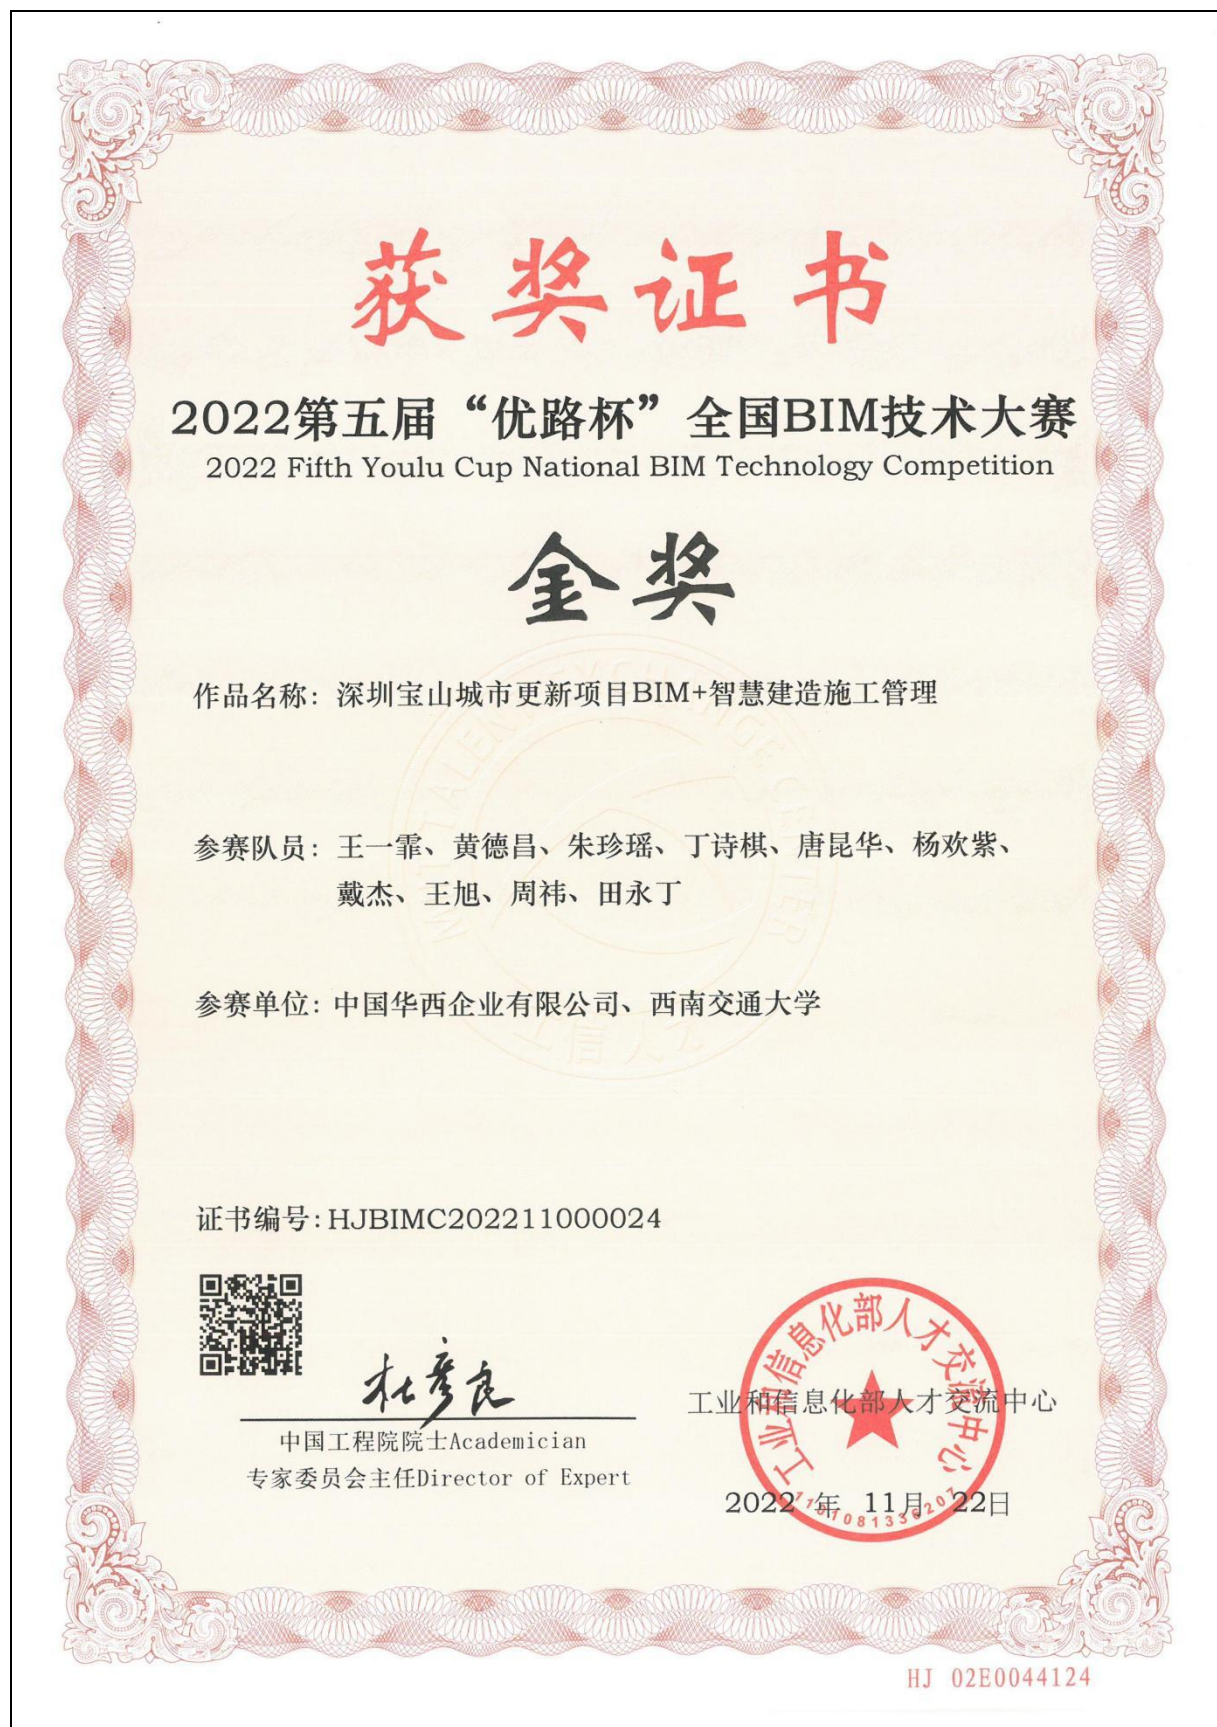 获奖证书
2022第五届“优路杯”全国BIM技术大赛
2022 Fifth Youlu Cup National BIM Technology Competition
金奖
作品名称：深圳宝山城市更新项目BIM+智慧建造施工管理
参赛队员：王一霏、黄德昌、朱珍瑶、丁诗棋、唐昆华、杨欢紫、
戴杰、王旭、周祎、田永丁
参赛单位：中国华西企业有限公司、西南交通大学
工信人才
证书编号：HJBIMC202211000024
杜彦良
中国工程院院士Academician
专家委员会主任Director of Expert
工业和信息化部人才交流中心
工业和信息化部人才交流中心
2022 年 11月 22日
HJ 02E0044124